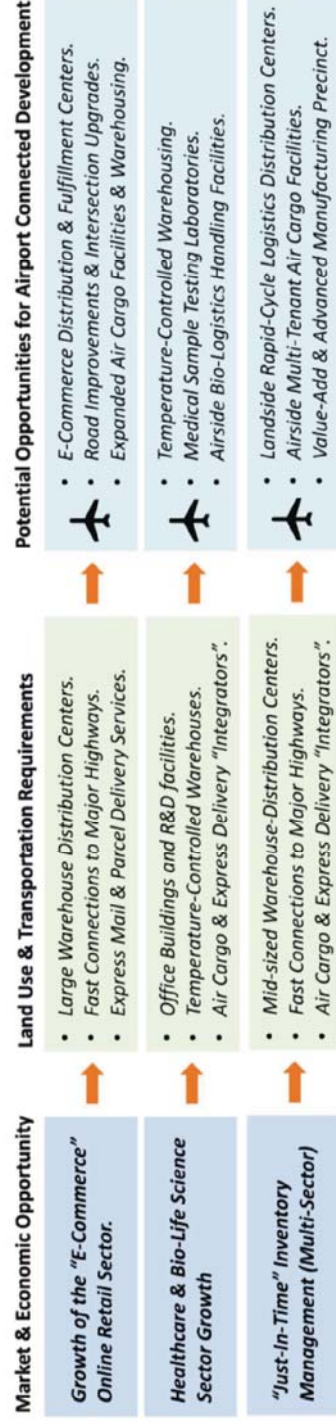 Market & Economic Opportunity
Land Use & Transportation Requirements
Potential Opportunities for Airport Connected Development
Growth of the "E-Commerce"
Online Retail Sector.
• Large Warehouse Distribution Centers.
• Fast Connections to Major Highways.
• Express Mail & Parcel Delivery Services.
• E-Commerce Distribution & Fulfillment Centers.
• Road Improvements & Intersection Upgrades.
• Expanded Air Cargo Facilities & Warehousing.
Healthcare & Bio-Life Science
Sector Growth
• Office Buildings and R&D facilities.
• Temperature-Controlled Warehouses.
• Air Cargo & Express Delivery "Integrators".
• Temperature-Controlled Warehousing.
• Medical Sample Testing Laboratories.
• Airside Bio-Logistics Handling Facilities.
"Just-In-Time" Inventory
Management (Multi-Sector)
• Mid-sized Warehouse-Distribution Centers.
• Fast Connections to Major Highways.
• Air Cargo & Express Delivery "Integrators".
• Landside Rapid-Cycle Logistics Distribution Centers.
• Airside Multi-Tenant Air Cargo Facilities.
• Value-Add & Advanced Manufacturing Precinct.